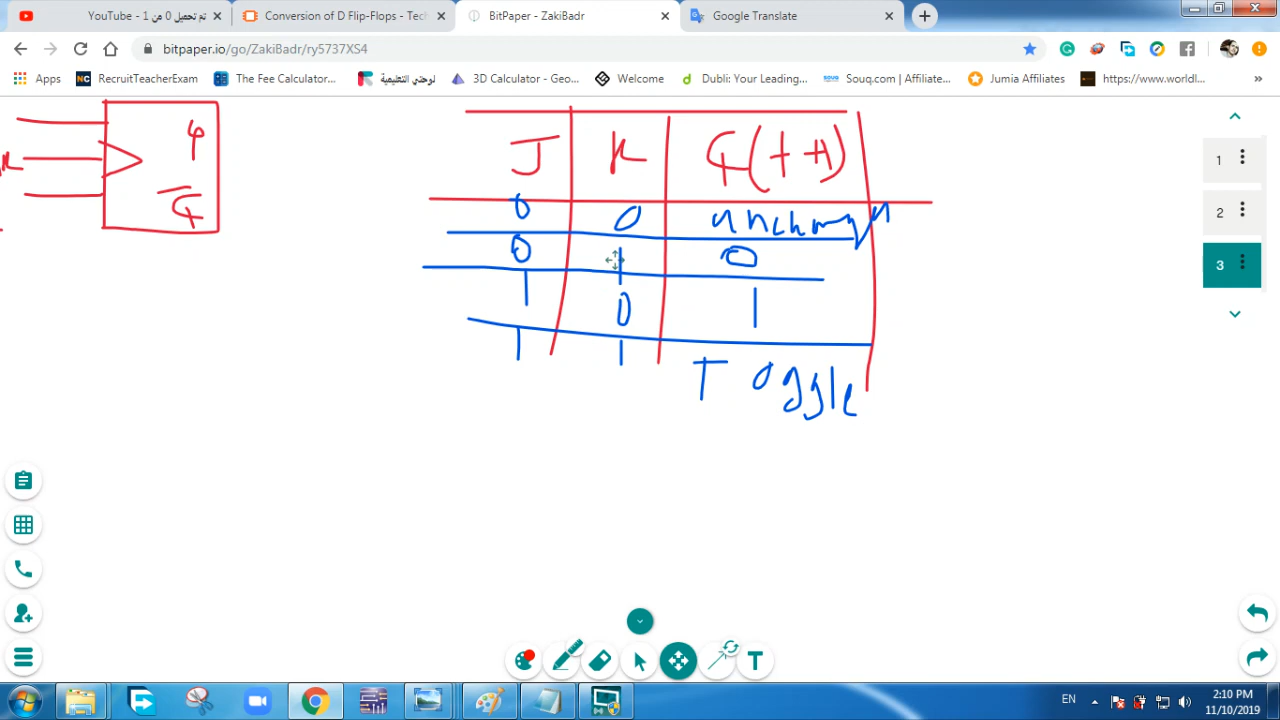 YouTube - 1 تم تحميل 0 من
Conversion of D Flip-Flops - Tech
BitPaper - ZakiBadr
Google Translate
bitpaper.io/go/ZakiBadr/ry5737XS4
Apps
NC
RecruitTeacherExam
The Fee Calculator...
لوحتي التعليمية
3D Calculator - Geo...
Welcome
Dubli: Your Leading...
SOUQ
Souq.com | Affiliate...
Jumia Affiliates
https://www.worldl...
»
J K Q(t+1)
0 0
0 1 0
1 0 1
1 1 Toggle
Q
Q̅
1
2
3
T
EN
2:10 PM
11/10/2019